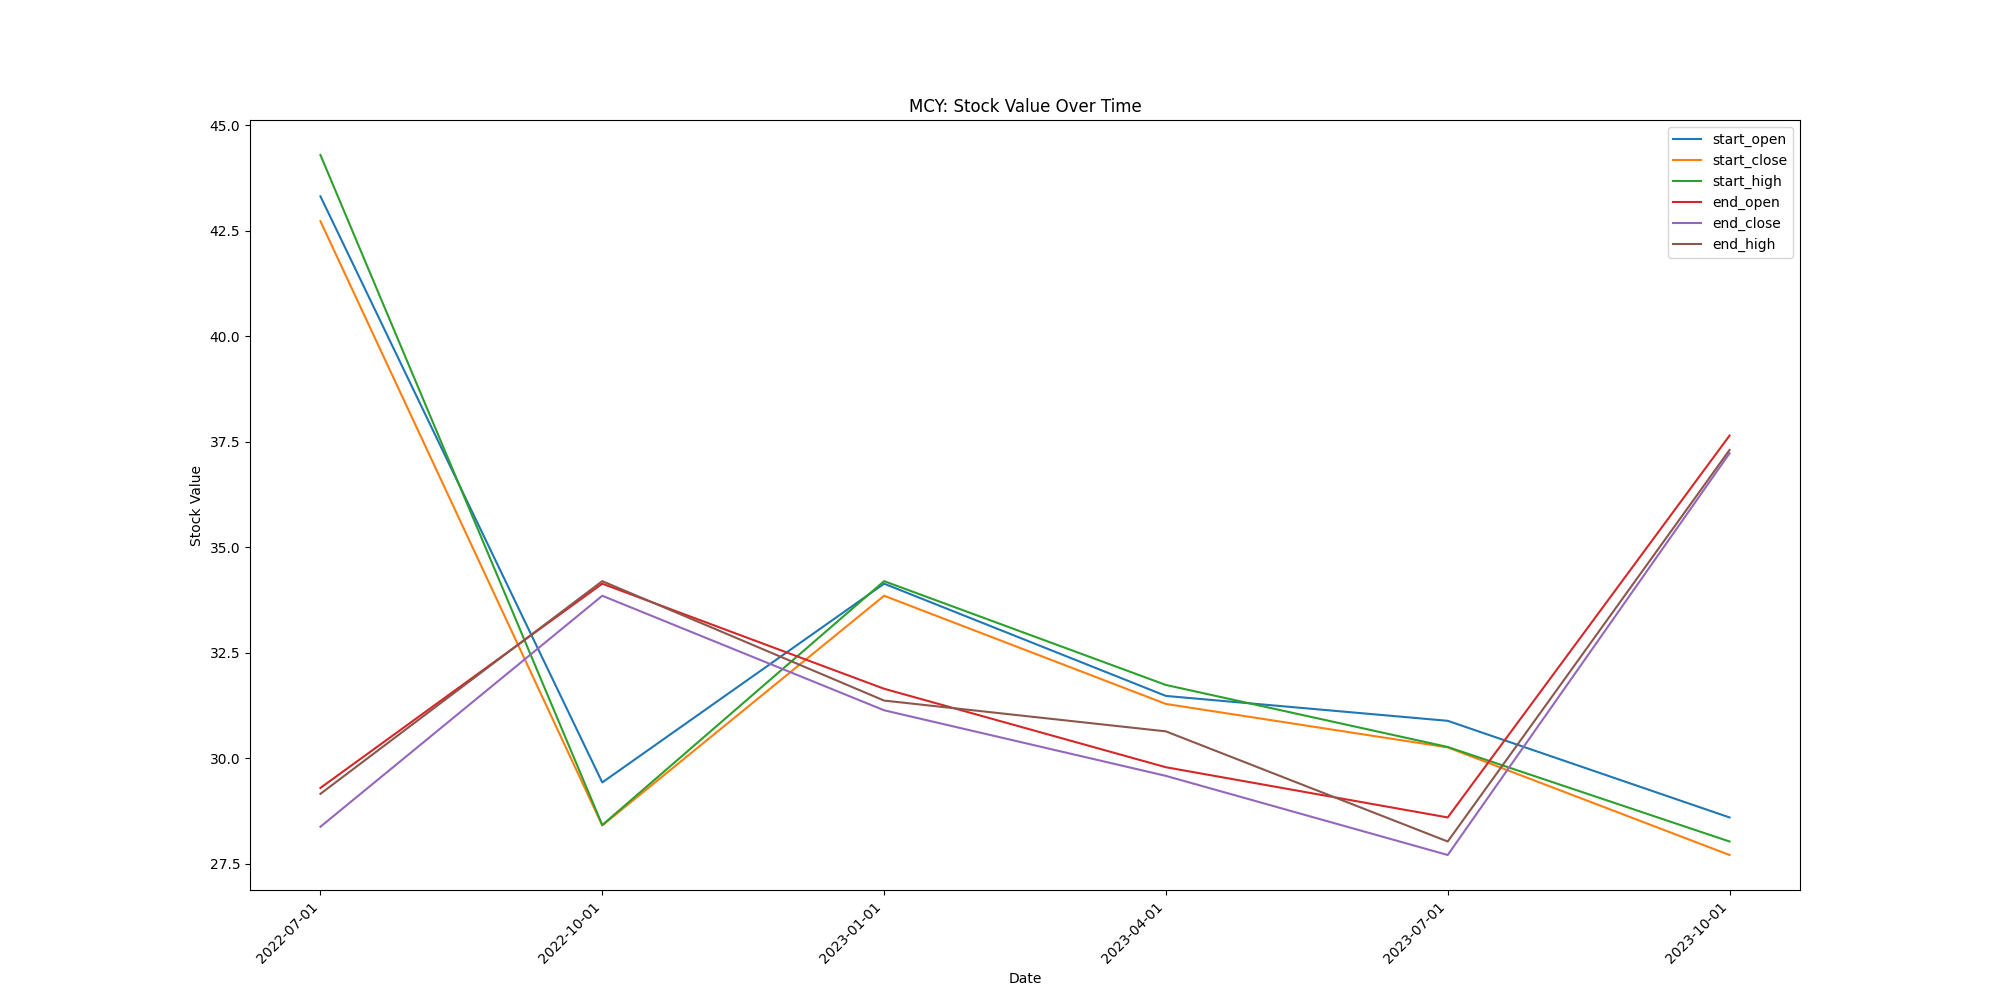 MCY: Stock Value Over Time
45.0
42.5
40.0
37.5
35.0
32.5
30.0
27.5
Stock Value
start_open
start_close
start_high
end_open
end_close
end_high
2022-07-01
2022-10-01
2023-01-01
2023-04-01
2023-07-01
2023-10-01
Date